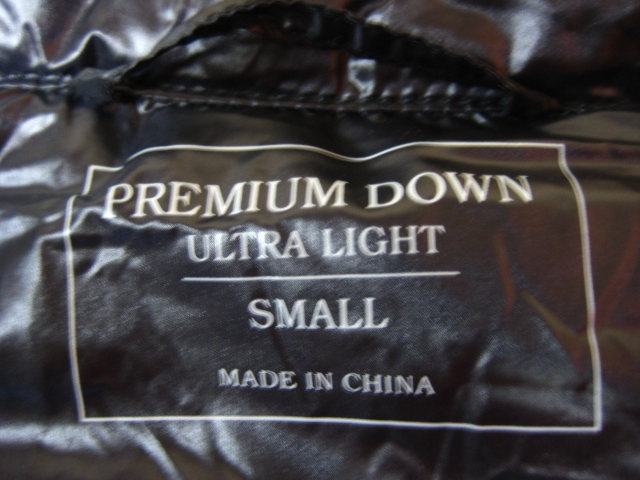 PREMIUM DOWN
ULTRA LIGHT
SMALL
MADE IN CHINA